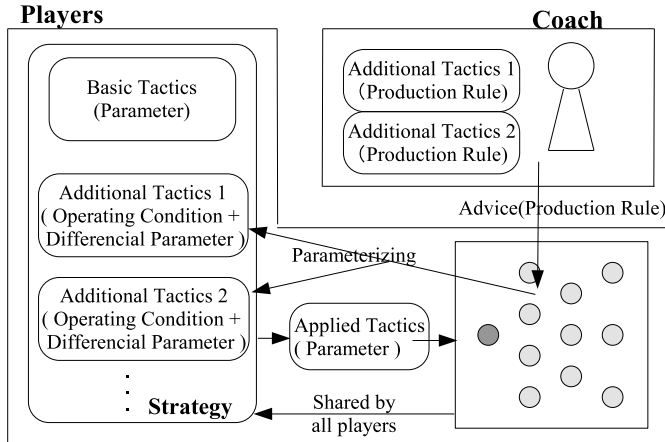 Players
Coach
Basic Tactics
(Parameter)
Additional Tactics 1
(Production Rule)
Additional Tactics 2
(Production Rule)
Additional Tactics 1
( Operating Condition +
Differencial Parameter )
Advice(Production Rule)
Parameterizing
Additional Tactics 2
( Operating Condition +
Differencial Parameter )
Applied Tactics
( Parameter )
Strategy
Shared by
all players